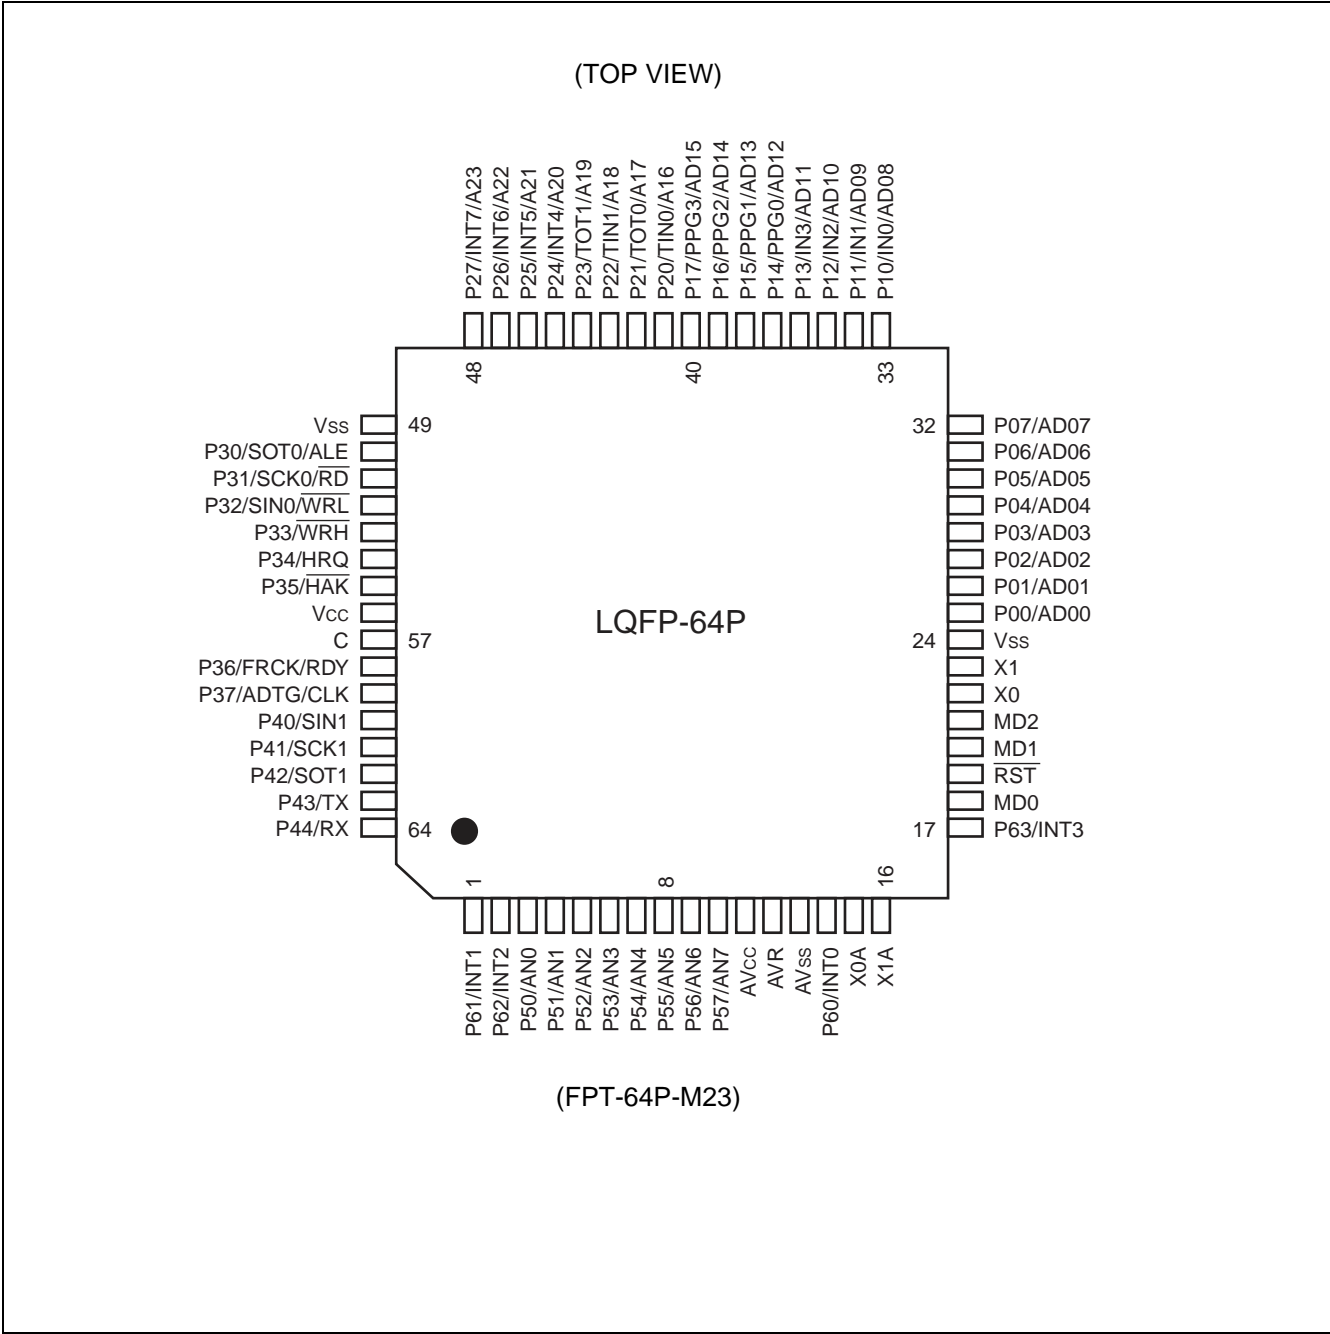 (TOP VIEW)
P27/INT7/A23
P26/INT6/A22
P25/INT5/A21
P24/INT4/A20
P23/TOT1/A19
P22/TIN1/A18
P21/TOT0/A17
P20/TIN0/A16
P17/PPG3/AD15
P16/PPG2/AD14
P15/PPG1/AD13
P14/PPG0/AD12
P13/IN3/AD11
P12/IN2/AD10
P11/IN1/AD09
P10/IN0/AD08
48
40
33
Vss
P30/SOT0/ALE
P31/SCK0/RD
P32/SIN0/WRL
P33/WRH
P34/HRQ
P35/HAK
Vcc
C
P36/FRCK/RDY
P37/ADTG/CLK
P40/SIN1
P41/SCK1
P42/SOT1
P43/TX
P44/RX
49
57
64
LQFP-64P
32
24
17
P07/AD07
P06/AD06
P05/AD05
P04/AD04
P03/AD03
P02/AD02
P01/AD01
P00/AD00
Vss
X1
X0
MD2
MD1
RST
MD0
P63/INT3
1
8
16
P61/INT1
P62/INT2
P50/AN0
P51/AN1
P52/AN2
P53/AN3
P54/AN4
P55/AN5
P56/AN6
P57/AN7
AVcc
AVR
AVss
P60/INT0
X0A
X1A
(FPT-64P-M23)